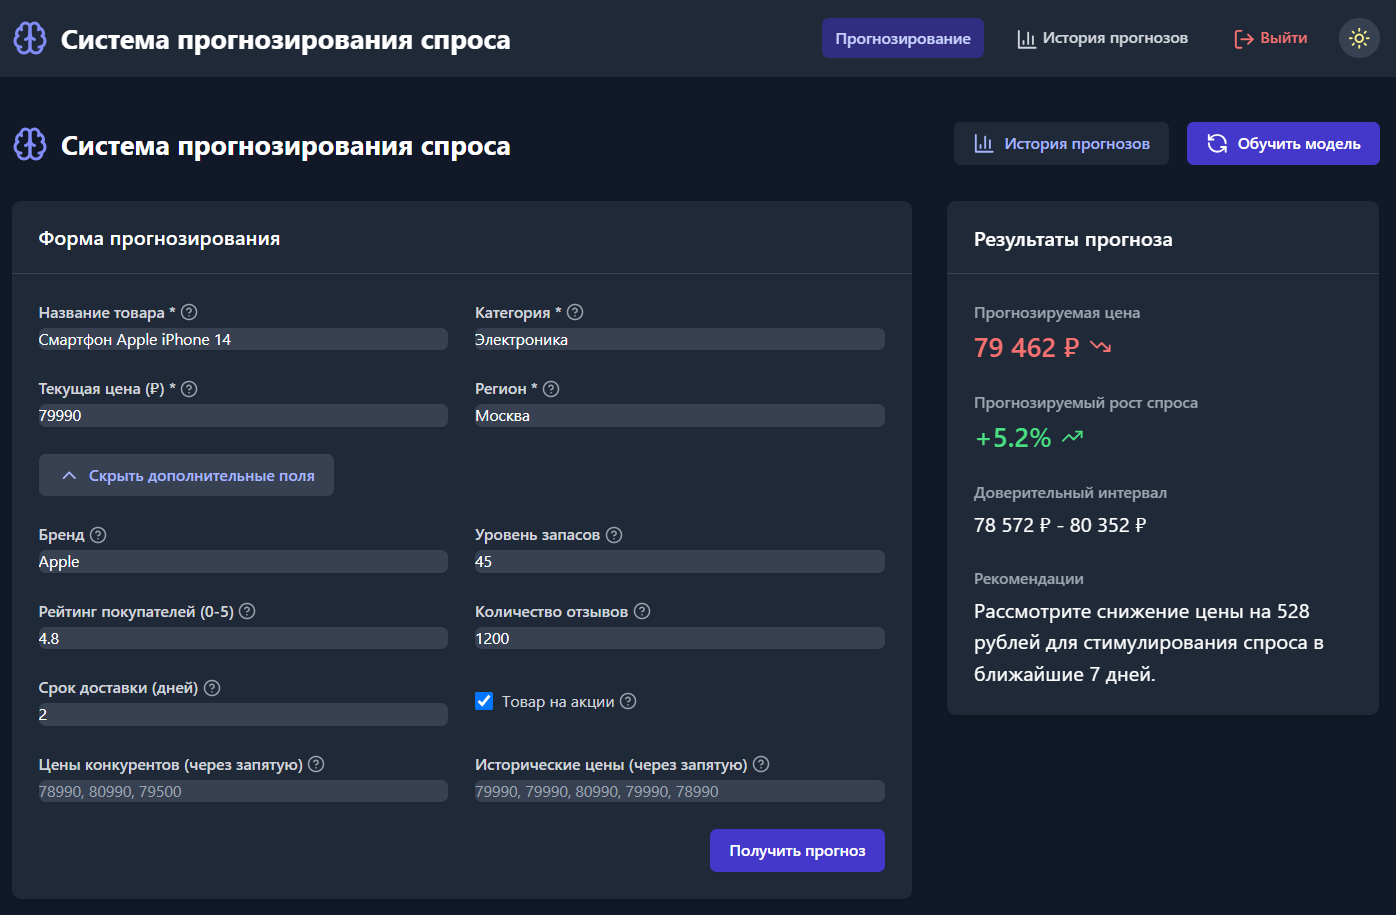 Система прогнозирования спроса
Прогнозирование
История прогнозов
Выйти
Система прогнозирования спроса
История прогнозов
Обучить модель
Форма прогнозирования
Название товара *
Смартфон Apple iPhone 14
Категория *
Электроника
Текущая цена (₽) *
79990
Регион *
Москва
Скрыть дополнительные поля
Бренд
Apple
Уровень запасов
45
Рейтинг покупателей (0-5)
4.8
Количество отзывов
1200
Срок доставки (дней)
2
Товар на акции
Цены конкурентов (через запятую)
78990, 80990, 79500
Исторические цены (через запятую)
79990, 79990, 80990, 79990, 78990
Получить прогноз
Результаты прогноза
Прогнозируемая цена
79 462 ₽
Прогнозируемый рост спроса
+5.2%
Доверительный интервал
78 572 ₽ - 80 352 ₽
Рекомендации
Рассмотрите снижение цены на 528
рублей для стимулирования спроса в
ближайшие 7 дней.